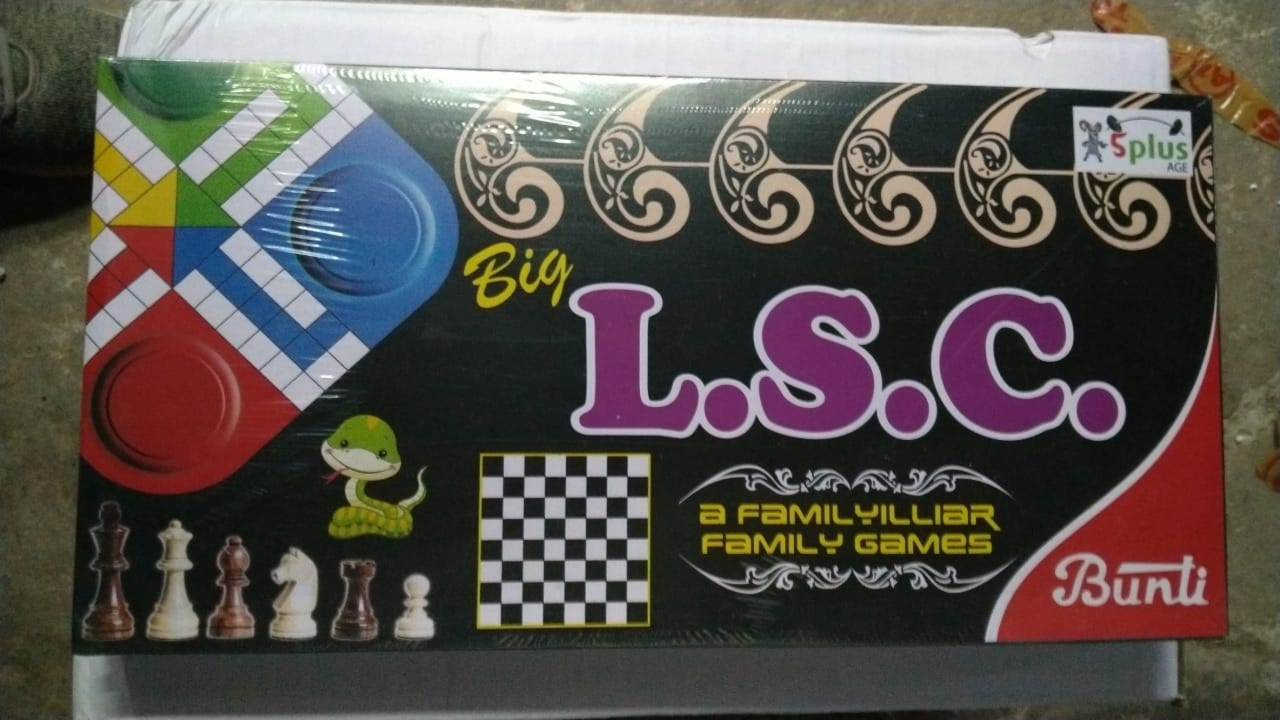 5plus
AGE
Big
L.S.C.
a FAMILYILLIAR
FAMILY GAMES
Bunti